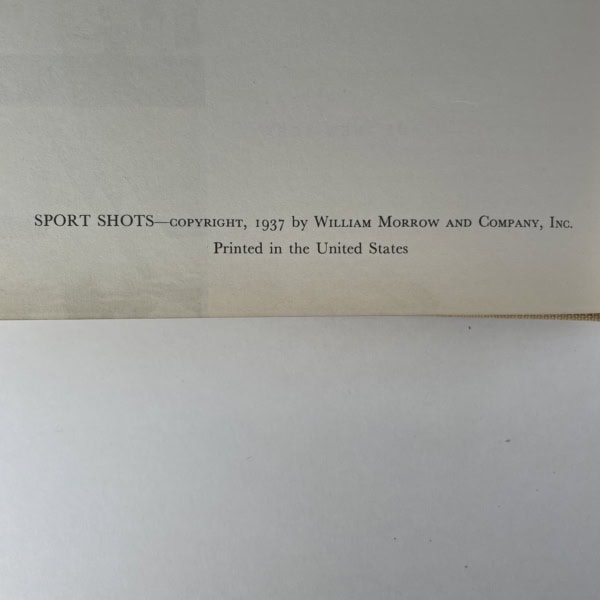 SPORT SHOTS—COPYRIGHT, 1937 by WILLIAM MORROW AND COMPANY, INC.
Printed in the United States